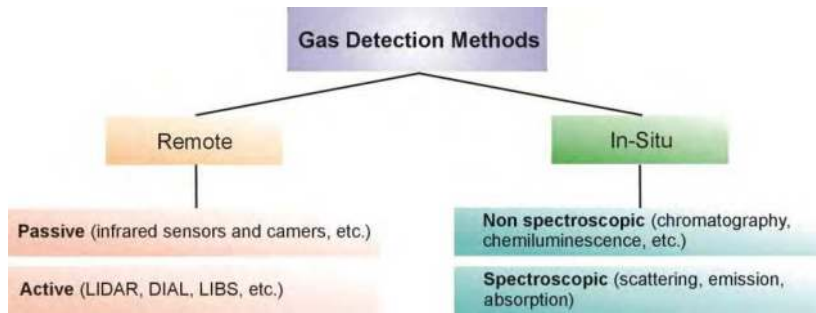 Gas Detection Methods
Remote
In-Situ
Passive (infrared sensors and camers, etc.)
Active (LIDAR, DIAL, LIBS, etc.)
Non spectroscopic (chromatography,
chemiluminescence, etc.)
Spectroscopic (scattering, emission,
absorption)